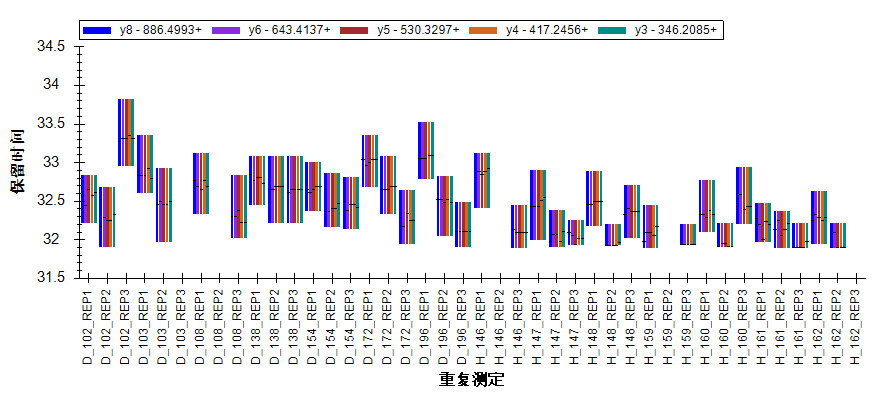 y8 - 886.4993+
y6 - 643.4137+
y5 - 530.3297+
y4 - 417.2456+
y3 - 346.2085+
34.5
34
33.5
33
32.5
32
31.5
保留时间
D_102_REP1
D_102_REP2
D_102_REP3
D_103_REP1
D_103_REP2
D_103_REP3
D_108_REP1
D_108_REP2
D_108_REP3
D_138_REP1
D_138_REP2
D_138_REP3
D_154_REP1
D_154_REP2
D_154_REP3
D_172_REP1
D_172_REP2
D_172_REP3
D_196_REP1
D_196_REP2
D_196_REP3
H_146_REP1
H_146_REP2
H_146_REP3
H_147_REP1
H_147_REP2
H_147_REP3
H_148_REP1
H_148_REP2
H_148_REP3
H_159_REP1
H_159_REP2
H_159_REP3
H_160_REP1
H_160_REP2
H_160_REP3
H_161_REP1
H_161_REP2
H_161_REP3
H_162_REP1
H_162_REP2
H_162_REP3
重复测定